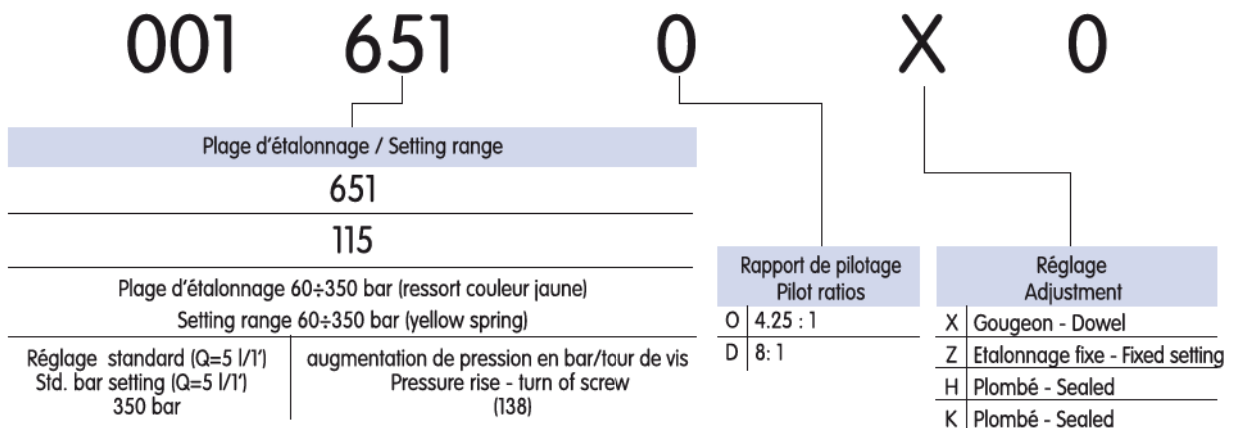 001 651 0 X 0
Plage d'étalonnage / Setting range
651
115
Plage d'étalonnage 60÷350 bar (ressort couleur jaune)
Setting range 60÷350 bar (yellow spring)
Réglage standard (Q=5 l/1')
Std. bar setting (Q=5 l/1')
350 bar
augmentation de pression en bar/tour de vis
Pressure rise - turn of screw
(138)
Rapport de pilotage
Pilot ratios
O 4.25 : 1
D 8: 1
Réglage
Adjustment
X Gougeon - Dowel
Z Etalonnage fixe - Fixed setting
H Plombé - Sealed
K Plombé - Sealed